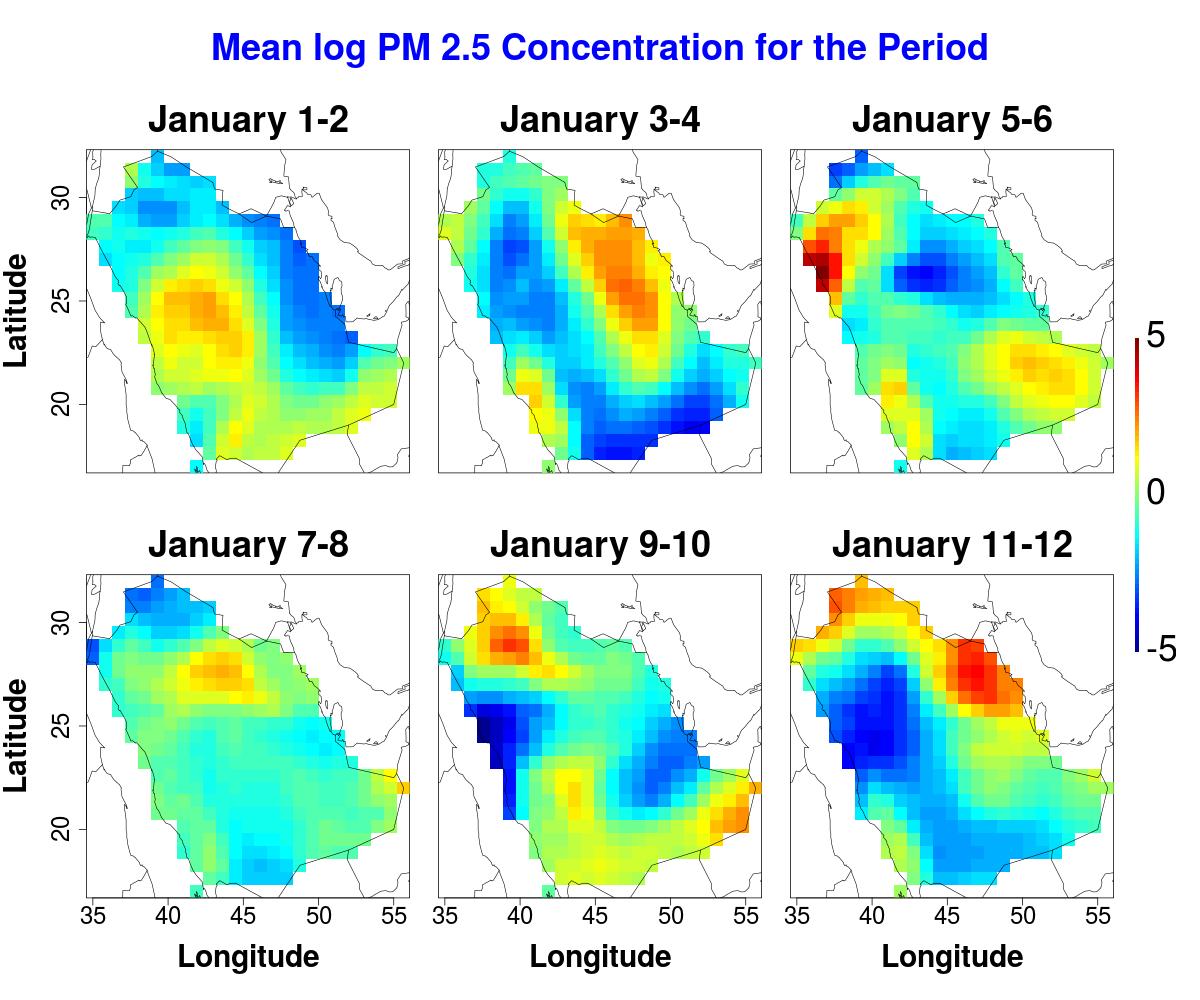 Mean log PM 2.5 Concentration for the Period
January 1-2
January 3-4
January 5-6
Latitude
30
25
20
5
0
-5
January 7-8
January 9-10
January 11-12
Latitude
30
25
20
35 40 45 50 55
35 40 45 50 55
35 40 45 50 55
Longitude
Longitude
Longitude